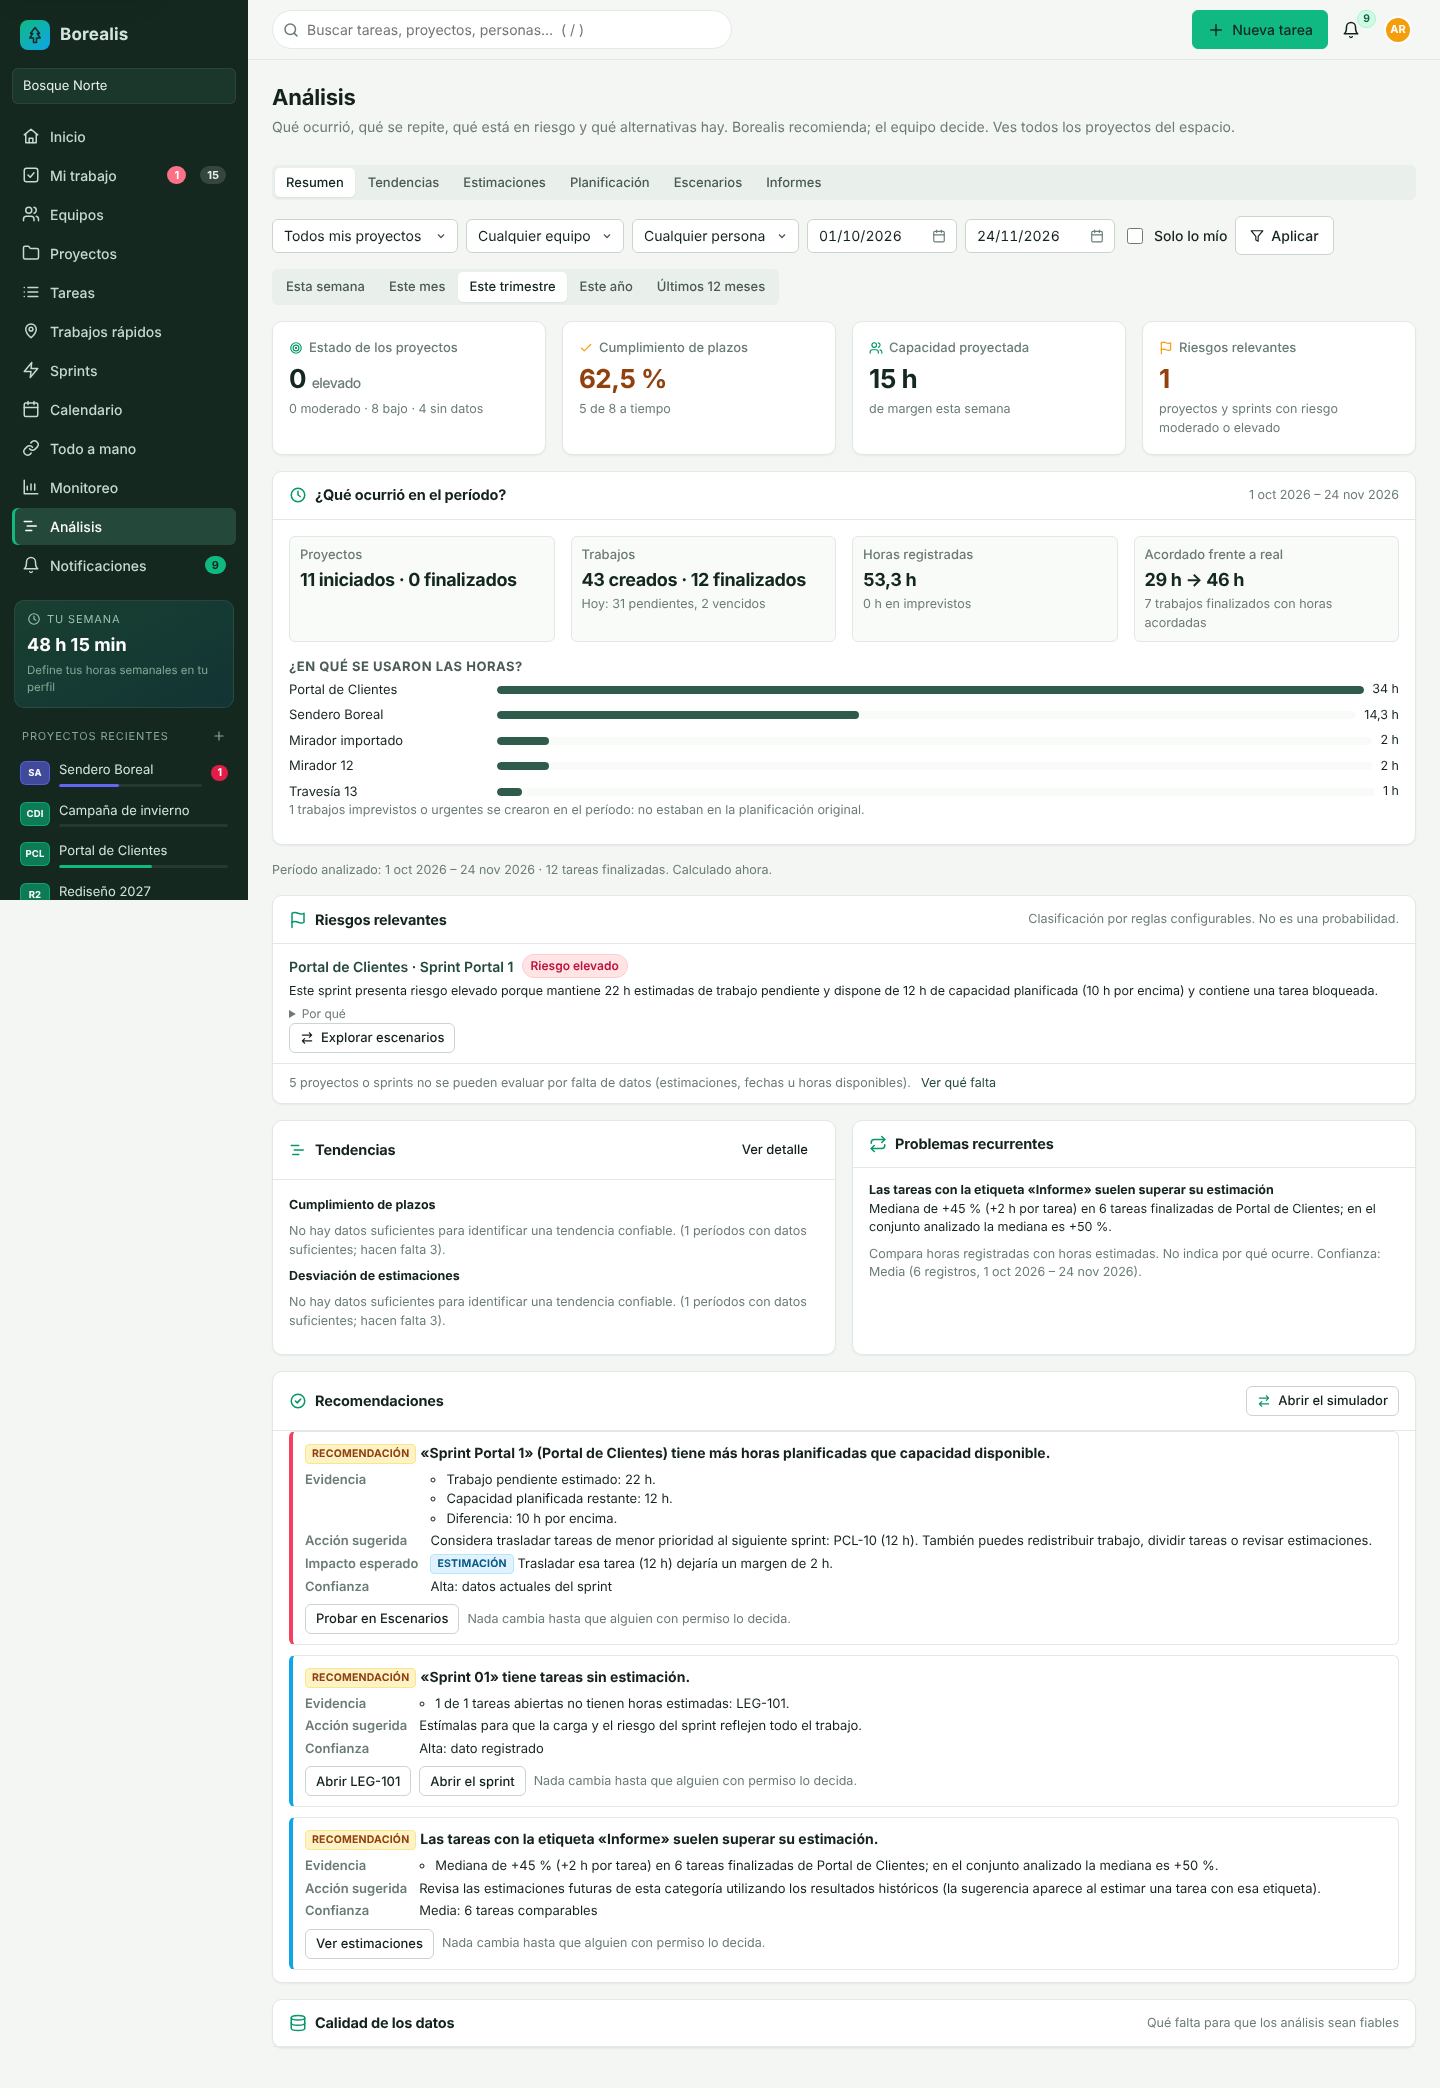 Borealis
Bosque Norte
Inicio
Mi trabajo 1 15
Equipos
Proyectos
Tareas
Trabajos rápidos
Sprints
Calendario
Todo a mano
Monitoreo
Análisis
Notificaciones 9
TU SEMANA
48 h 15 min
Define tus horas semanales en tu
perfil
PROYECTOS RECIENTES
SA Sendero Boreal 1
CDI Campaña de invierno
PCL Portal de Clientes
R2 Rediseño 2027
Buscar tareas, proyectos, personas... ( / )
Nueva tarea
9
AR
Análisis
Qué ocurrió, qué se repite, qué está en riesgo y qué alternativas hay. Borealis recomienda; el equipo decide. Ves todos los proyectos del espacio.
Resumen Tendencias Estimaciones Planificación Escenarios Informes
Todos mis proyectos Cualquier equipo Cualquier persona 01/10/2026 24/11/2026 Solo lo mío Aplicar
Esta semana Este mes Este trimestre Este año Últimos 12 meses
Estado de los proyectos
0 elevado
0 moderado · 8 bajo · 4 sin datos
Cumplimiento de plazos
62,5 %
5 de 8 a tiempo
Capacidad proyectada
15 h
de margen esta semana
Riesgos relevantes
1
proyectos y sprints con riesgo
moderado o elevado
¿Qué ocurrió en el período? 1 oct 2026 – 24 nov 2026
Proyectos
11 iniciados · 0 finalizados
Trabajos
43 creados · 12 finalizados
Hoy: 31 pendientes, 2 vencidos
Horas registradas
53,3 h
0 h en imprevistos
Acordado frente a real
29 h → 46 h
7 trabajos finalizados con horas
acordadas
¿EN QUÉ SE USARON LAS HORAS?
Portal de Clientes 34 h
Sendero Boreal 14,3 h
Mirador importado 2 h
Mirador 12 2 h
Travesía 13 1 h
1 trabajos imprevistos o urgentes se crearon en el período: no estaban en la planificación original.
Período analizado: 1 oct 2026 – 24 nov 2026 · 12 tareas finalizadas. Calculado ahora.
Riesgos relevantes Clasificación por reglas configurables. No es una probabilidad.
Portal de Clientes · Sprint Portal 1 Riesgo elevado
Este sprint presenta riesgo elevado porque mantiene 22 h estimadas de trabajo pendiente y dispone de 12 h de capacidad planificada (10 h por encima) y contiene una tarea bloqueada.
Por qué
Explorar escenarios
5 proyectos o sprints no se pueden evaluar por falta de datos (estimaciones, fechas u horas disponibles). Ver qué falta
Tendencias Ver detalle
Cumplimiento de plazos
No hay datos suficientes para identificar una tendencia confiable. (1 períodos con datos
suficientes; hacen falta 3).
Desviación de estimaciones
No hay datos suficientes para identificar una tendencia confiable. (1 períodos con datos
suficientes; hacen falta 3).
Problemas recurrentes
Las tareas con la etiqueta «Informe» suelen superar su estimación
Mediana de +45 % (+2 h por tarea) en 6 tareas finalizadas de Portal de Clientes; en el
conjunto analizado la mediana es +50 %.
Compara horas registradas con horas estimadas. No indica por qué ocurre. Confianza:
Media (6 registros, 1 oct 2026 – 24 nov 2026).
Recomendaciones Abrir el simulador
RECOMENDACIÓN «Sprint Portal 1» (Portal de Clientes) tiene más horas planificadas que capacidad disponible.
Evidencia
Trabajo pendiente estimado: 22 h.
Capacidad planificada restante: 12 h.
Diferencia: 10 h por encima.
Acción sugerida Considera trasladar tareas de menor prioridad al siguiente sprint: PCL-10 (12 h). También puedes redistribuir trabajo, dividir tareas o revisar estimaciones.
Impacto esperado ESTIMACIÓN Trasladar esa tarea (12 h) dejaría un margen de 2 h.
Confianza Alta: datos actuales del sprint
Probar en Escenarios Nada cambia hasta que alguien con permiso lo decida.
RECOMENDACIÓN «Sprint 01» tiene tareas sin estimación.
Evidencia 1 de 1 tareas abiertas no tienen horas estimadas: LEG-101.
Acción sugerida Estímalas para que la carga y el riesgo del sprint reflejen todo el trabajo.
Confianza Alta: dato registrado
Abrir LEG-101 Abrir el sprint Nada cambia hasta que alguien con permiso lo decida.
RECOMENDACIÓN Las tareas con la etiqueta «Informe» suelen superar su estimación.
Evidencia Mediana de +45 % (+2 h por tarea) en 6 tareas finalizadas de Portal de Clientes; en el conjunto analizado la mediana es +50 %.
Acción sugerida Revisa las estimaciones futuras de esta categoría utilizando los resultados históricos (la sugerencia aparece al estimar una tarea con esa etiqueta).
Confianza Media: 6 tareas comparables
Ver estimaciones Nada cambia hasta que alguien con permiso lo decida.
Calidad de los datos Qué falta para que los análisis sean fiables